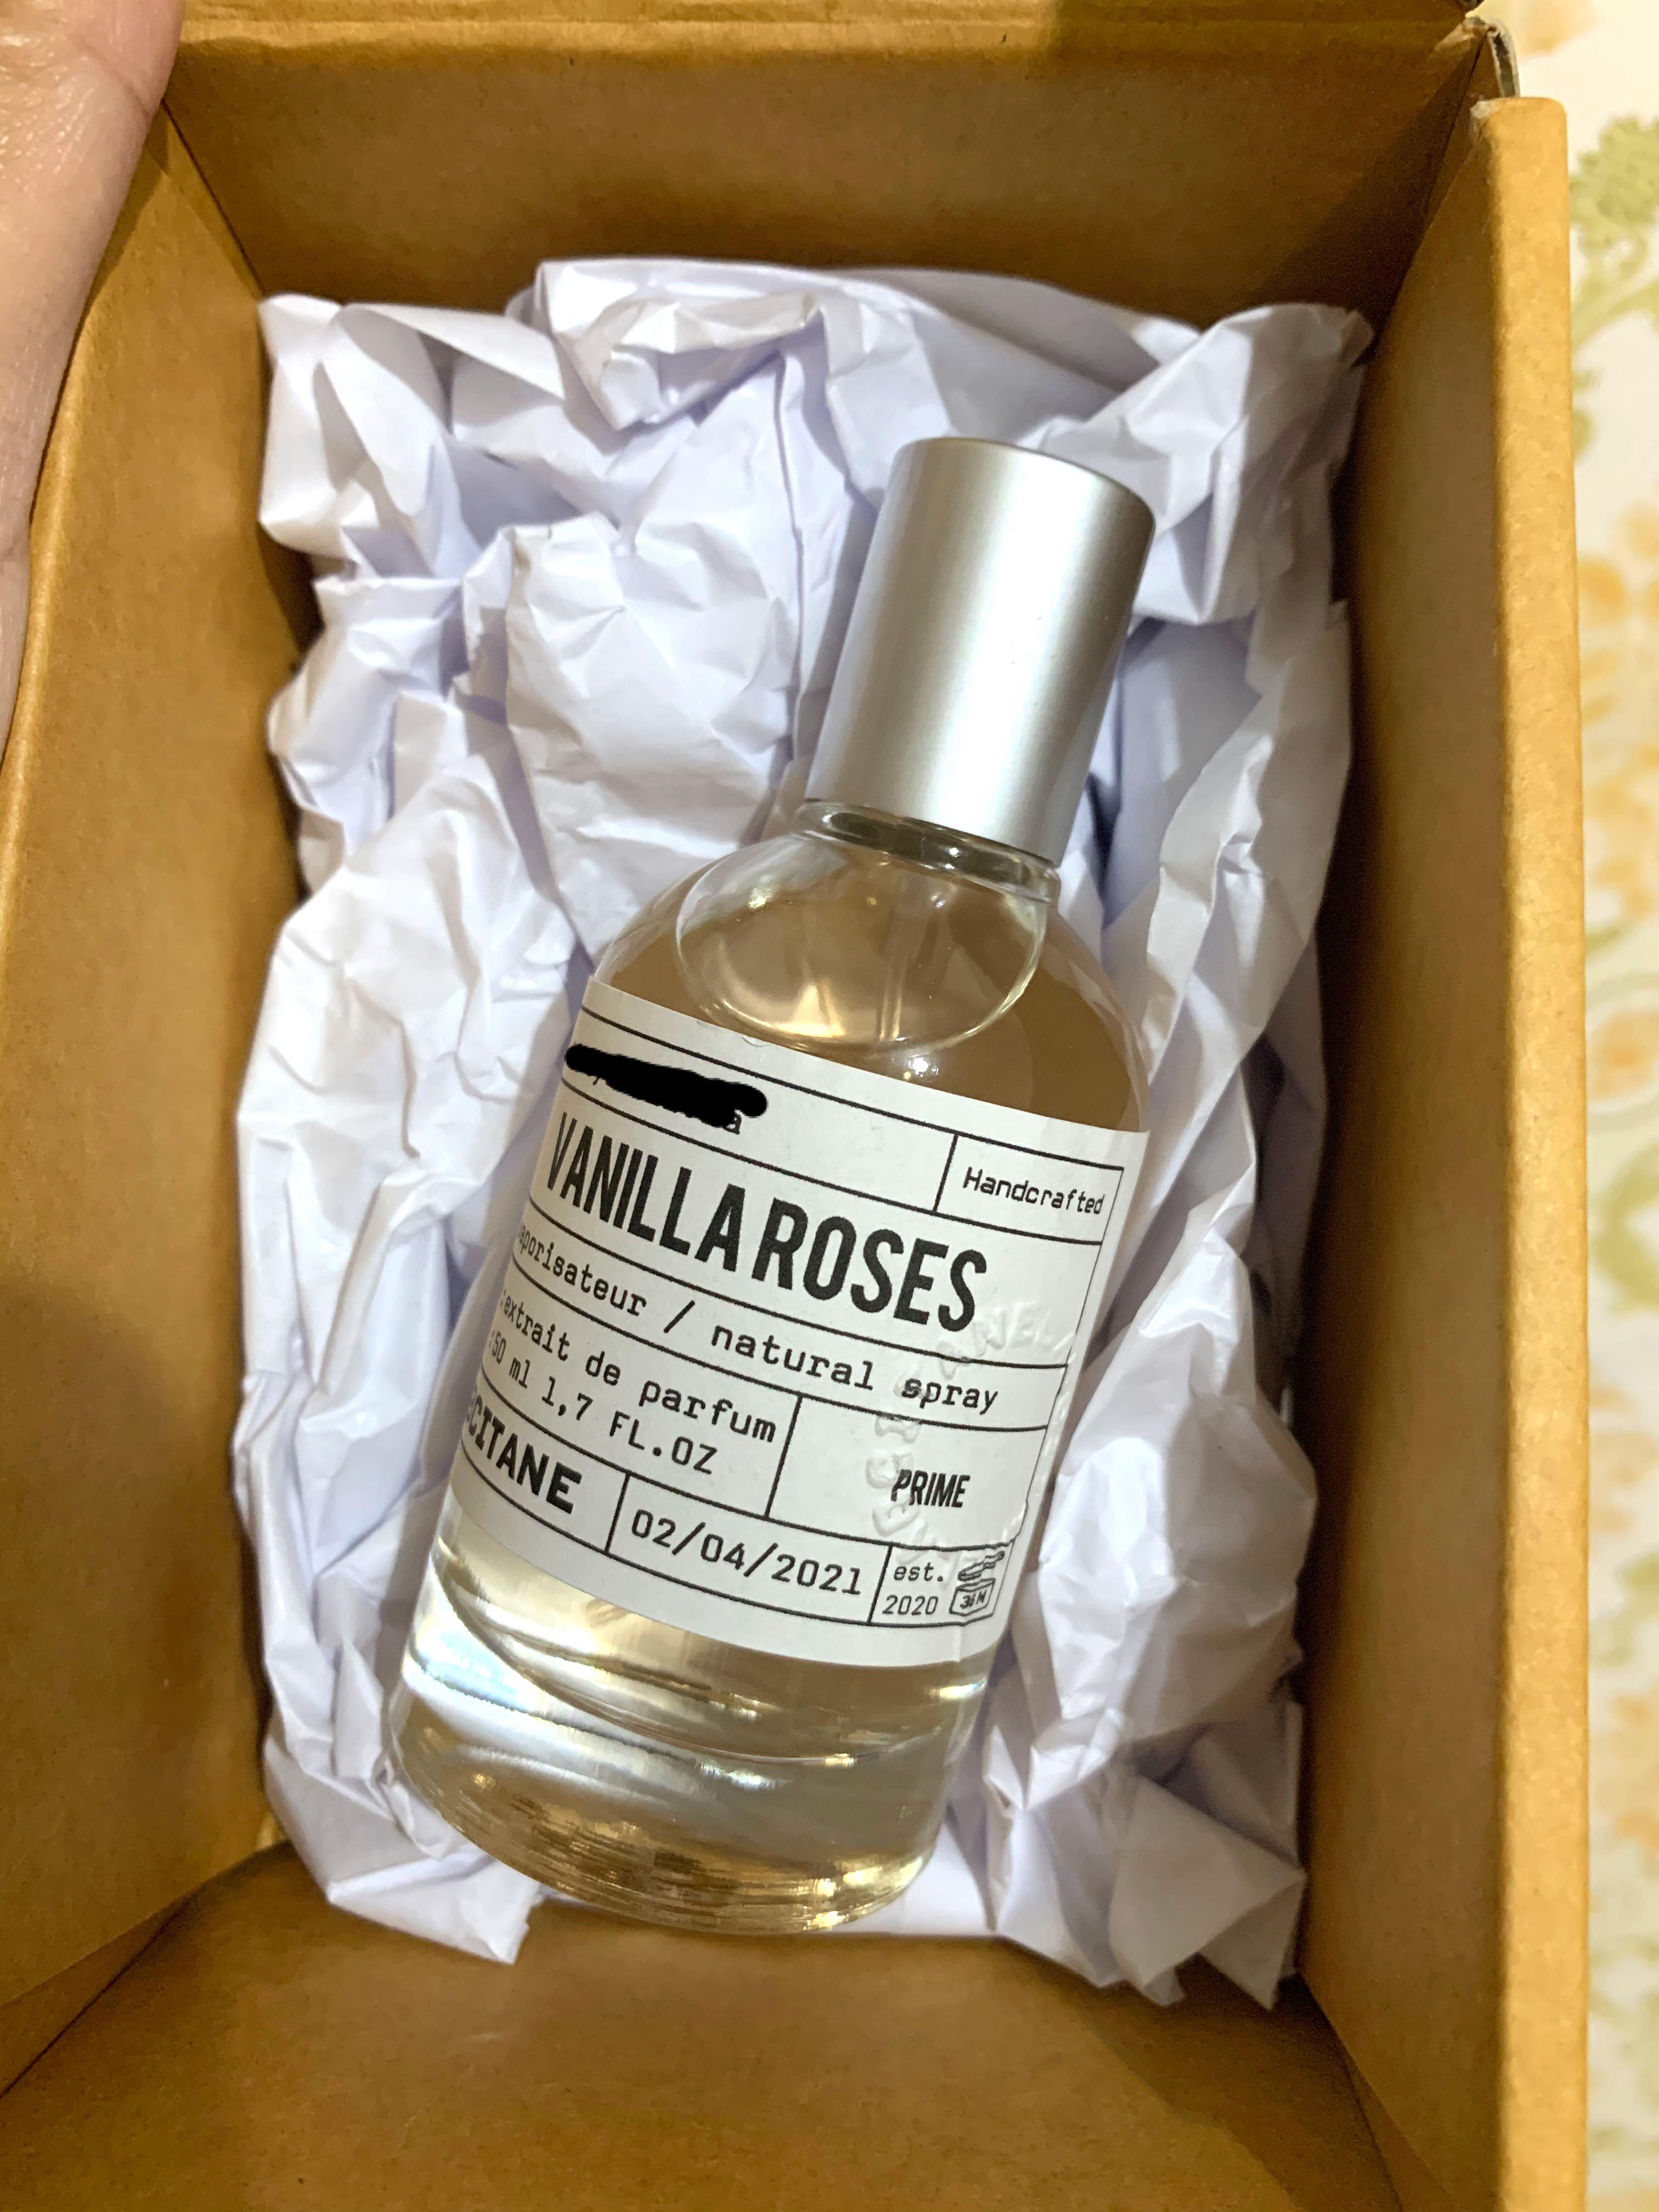 Handcrafted
VANILLA ROSES
aporisateur / natural spray
:extrait de parfum
:50 ml 1,7 FL.OZ
PRIME
CITANE
02/04/2021
est.
2020
36 M